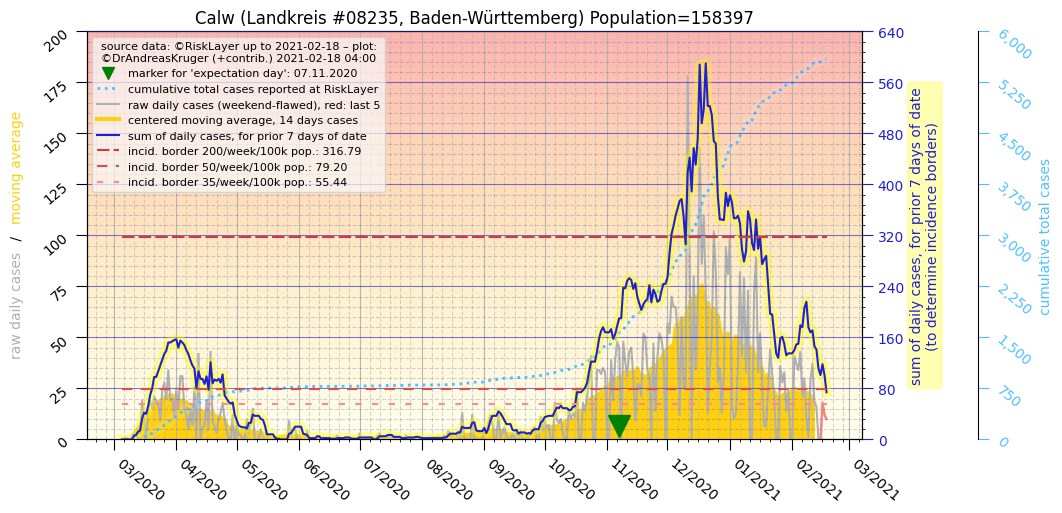 Calw (Landkreis #08235, Baden-Württemberg) Population=158397
source data: ©RiskLayer up to 2021-02-18 – plot:
©DrAndreasKruger (+contrib.) 2021-02-18 04:00
marker for 'expectation day': 07.11.2020
cumulative total cases reported at RiskLayer
raw daily cases (weekend-flawed), red: last 5
centered moving average, 14 days cases
sum of daily cases, for prior 7 days of date
incid. border 200/week/100k pop.: 316.79
incid. border 50/week/100k pop.: 79.20
incid. border 35/week/100k pop.: 55.44
raw daily cases / moving average
200
175
150
125
100
75
50
25
0
03/2020
04/2020
05/2020
06/2020
07/2020
08/2020
09/2020
10/2020
11/2020
12/2020
01/2021
02/2021
03/2021
640
560
480
400
320
240
160
80
0
sum of daily cases, for prior 7 days of date
(to determine incidence borders)
6,000
5,250
4,500
3,750
3,000
2,250
1,500
750
0
cumulative total cases